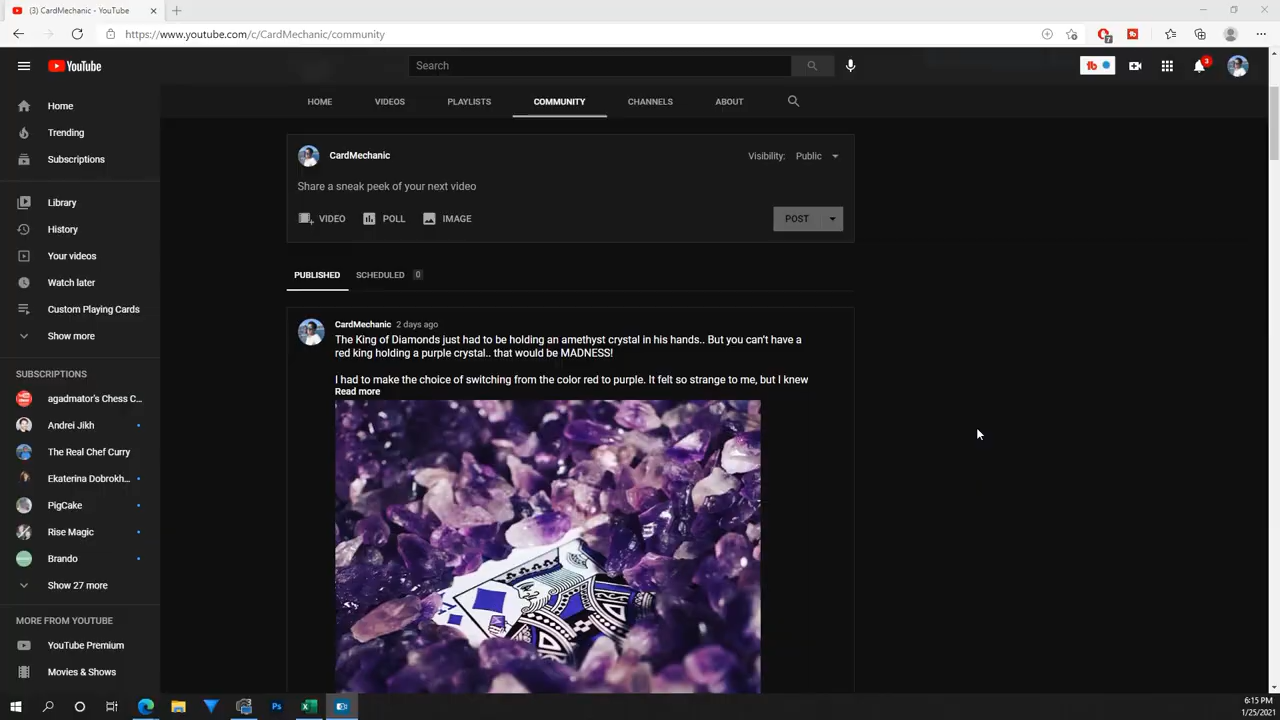 (3) CardMechanic - YouTube
https://www.youtube.com/c/CardMechanic/community
7
YouTube
Search
tb
3
HOME
VIDEOS
PLAYLISTS
COMMUNITY
CHANNELS
ABOUT
Home
Trending
Subscriptions
Library
History
Your videos
Watch later
Custom Playing Cards
Show more
SUBSCRIPTIONS
agadmator's Chess C...
Andrei Jikh
The Real Chef Curry
Ekaterina Dobrokh...
PigCake
Rise Magic
Brando
Show 27 more
MORE FROM YOUTUBE
YouTube Premium
Movies & Shows
CardMechanic
Visibility: Public
Share a sneak peek of your next video
VIDEO
POLL
IMAGE
POST
PUBLISHED
SCHEDULED 0
CardMechanic 2 days ago
The King of Diamonds just had to be holding an amethyst crystal in his hands.. But you can't have a
red king holding a purple crystal.. that would be MADNESS!
I had to make the choice of switching from the color red to purple. It felt so strange to me, but I knew
Read more
Ps
6:15 PM
1/25/2021